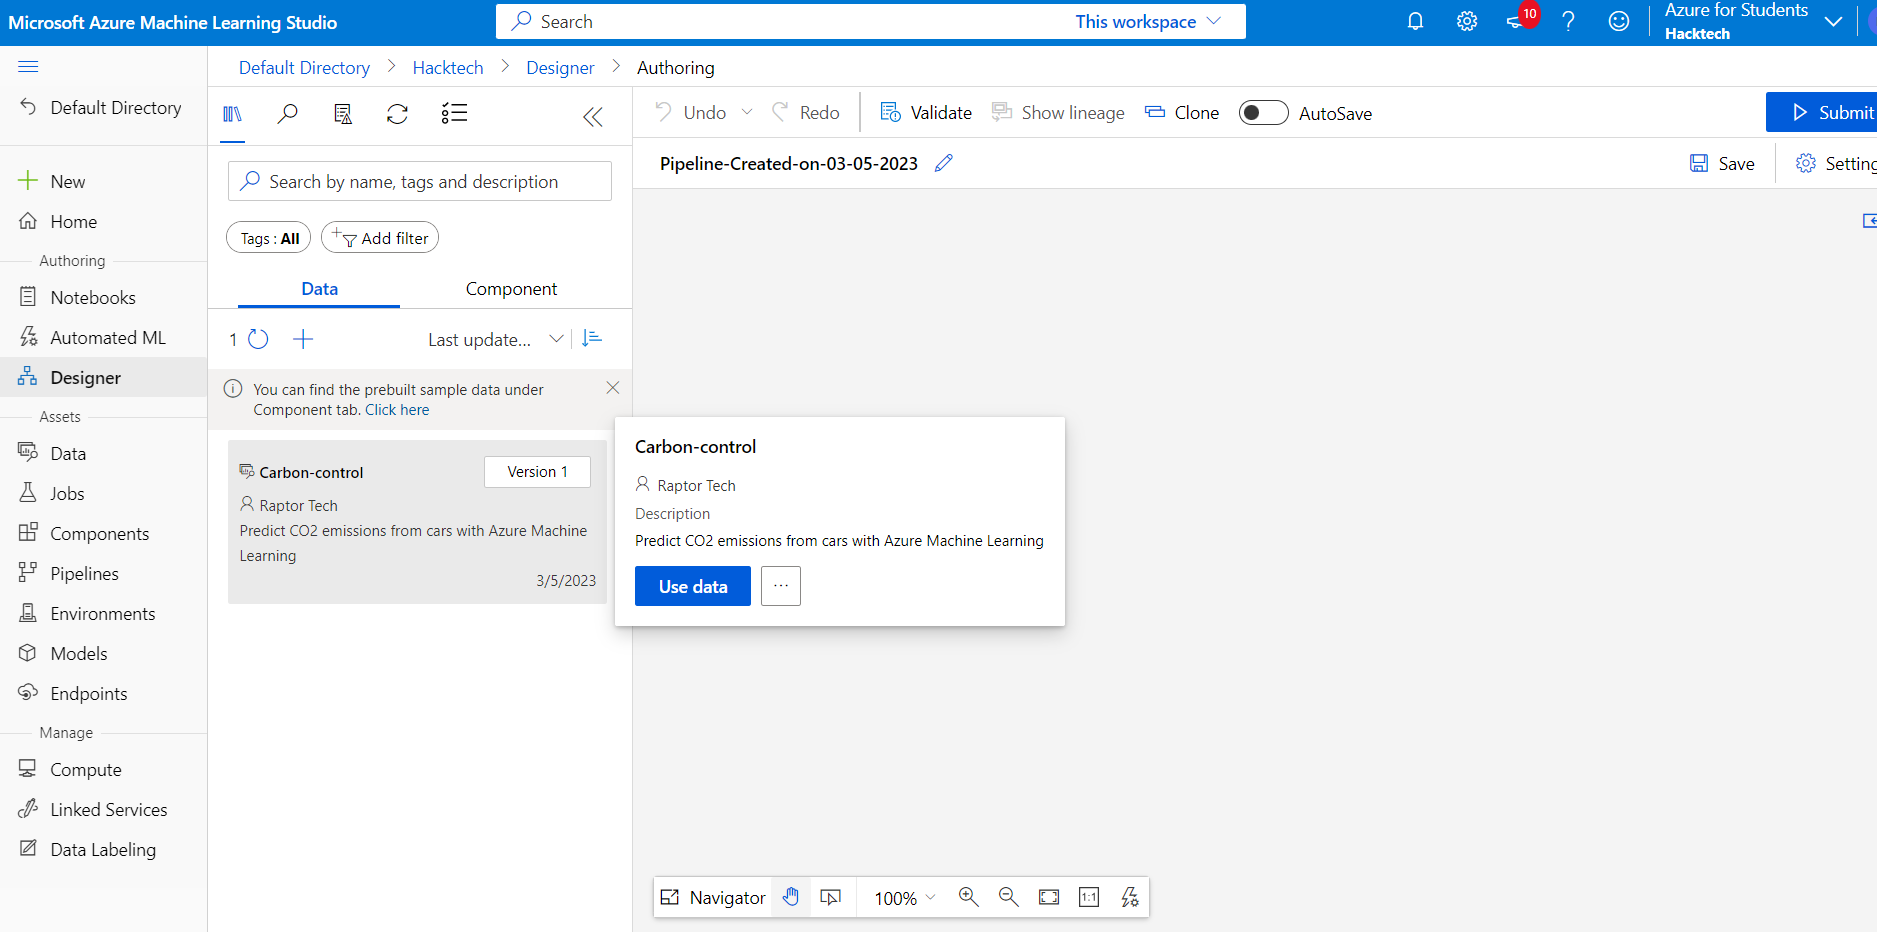 Microsoft Azure Machine Learning Studio
Search
This workspace
10
Azure for Students
Hacktech
Default Directory
Default Directory
Hacktech
Designer
Authoring
New
Home
Authoring
Notebooks
Automated ML
Designer
Assets
Data
Jobs
Components
Pipelines
Environments
Models
Endpoints
Manage
Compute
Linked Services
Data Labeling
Search by name, tags and description
Tags : All
Add filter
Data
Component
1
Last update...
You can find the prebuilt sample data under
Component tab. Click here
Carbon-control
Version 1
Raptor Tech
Predict CO2 emissions from cars with Azure Machine
Learning
3/5/2023
Undo
Redo
Validate
Show lineage
Clone
AutoSave
Submit
Pipeline-Created-on-03-05-2023
Save
Setting
Carbon-control
Raptor Tech
Description
Predict CO2 emissions from cars with Azure Machine Learning
Use data
...
Navigator
100%
1:1